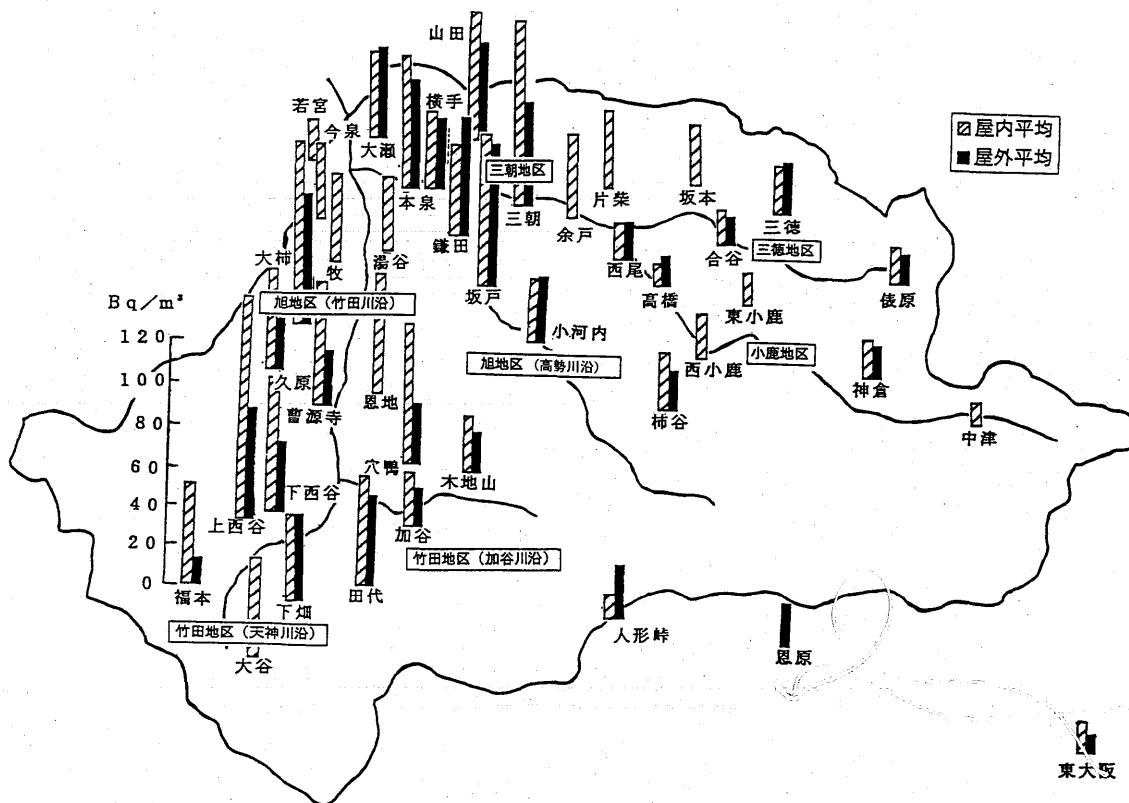 山田
若宮
今泉
大瀬
横手
屋内平均
屋外平均
三朝地区
本泉
鎌田
三朝
余戸
片柴
坂本
三徳
大柿
牧
湯谷
坂戸
西尾
高橋
合谷
三徳地区
俵原
東小鹿
Bq/m³
旭地区(竹田川沿)
小河内
旭地区(高勢川沿)
西小鹿
小鹿地区
神倉
120
100
80
60
40
20
0
久原
曹源寺
恩地
穴鴨
木地山
柿谷
中津
上西谷
下西谷
加谷
竹田地区(加谷川沿)
福本
下畑
田代
竹田地区(天神川沿)
大谷
人形峠
恩原
東大阪